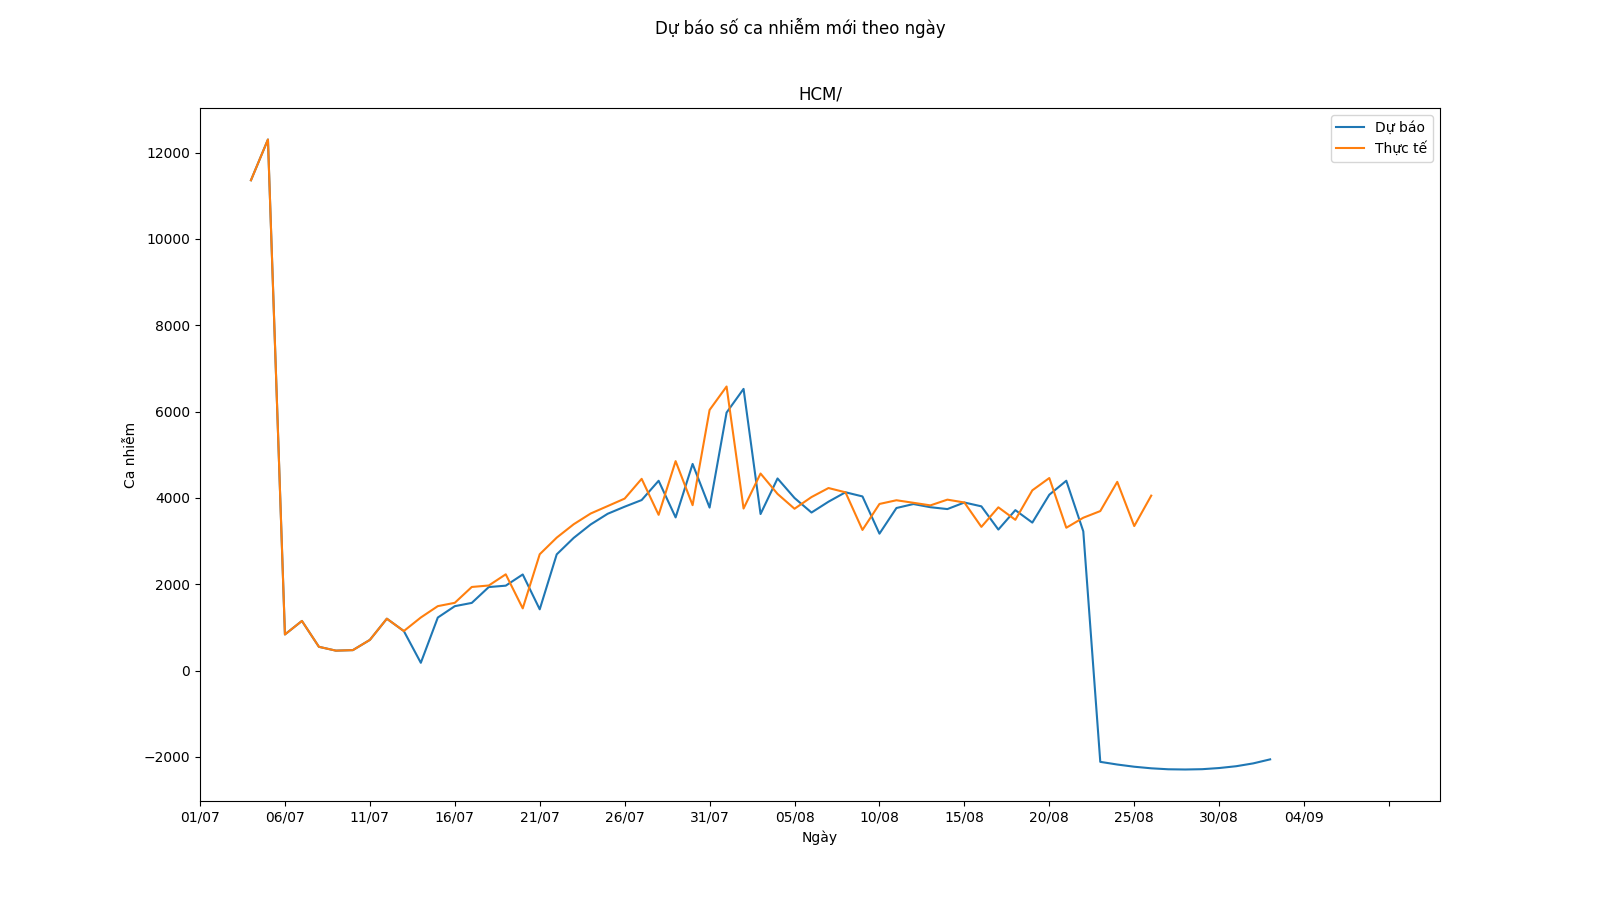 Dự báo số ca nhiễm mới theo ngày
HCM/
Dự báo
Thực tế
12000
10000
8000
6000
4000
2000
0
−2000
Ca nhiễm
01/07 06/07 11/07 16/07 21/07 26/07 31/07 05/08 10/08 15/08 20/08 25/08 30/08 04/09
Ngày